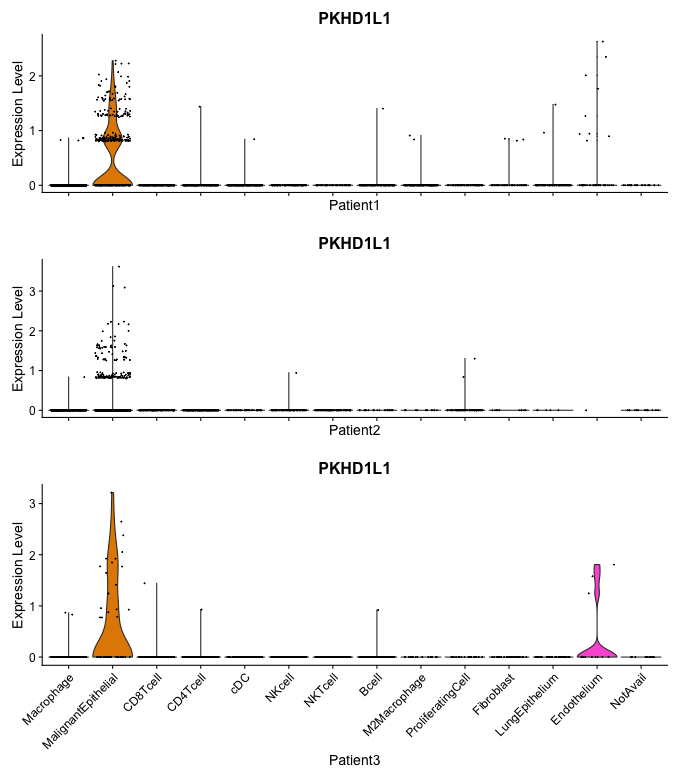 PKHD1L1
Expression Level
2
1
0
Patient1
PKHD1L1
Expression Level
3
2
1
0
Patient2
PKHD1L1
Expression Level
3
2
1
0
Macrophage
MalignantEpithelial
CD8Tcell
CD4Tcell
cDC
NKcell
NKTcell
Bcell
M2Macrophage
ProliferatingCell
Fibroblast
LungEpithelium
Endothelium
NotAvail
Patient3